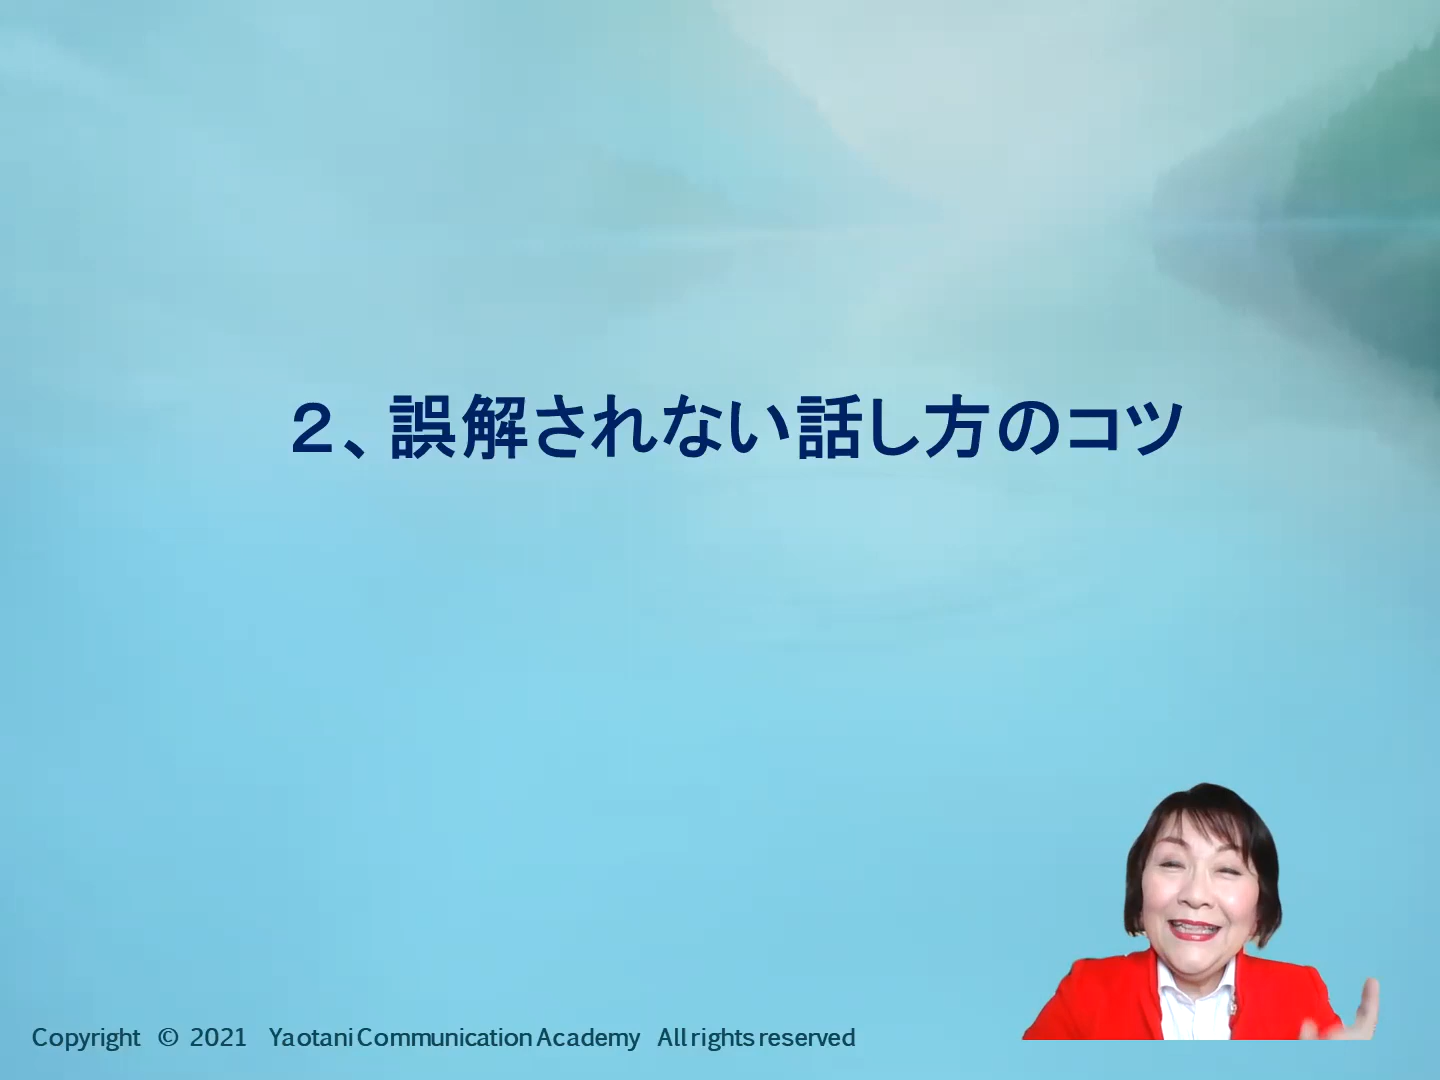 ２、誤解されない話し方のコツ
Copyright © 2021 Yaotani Communication Academy All rights reserved